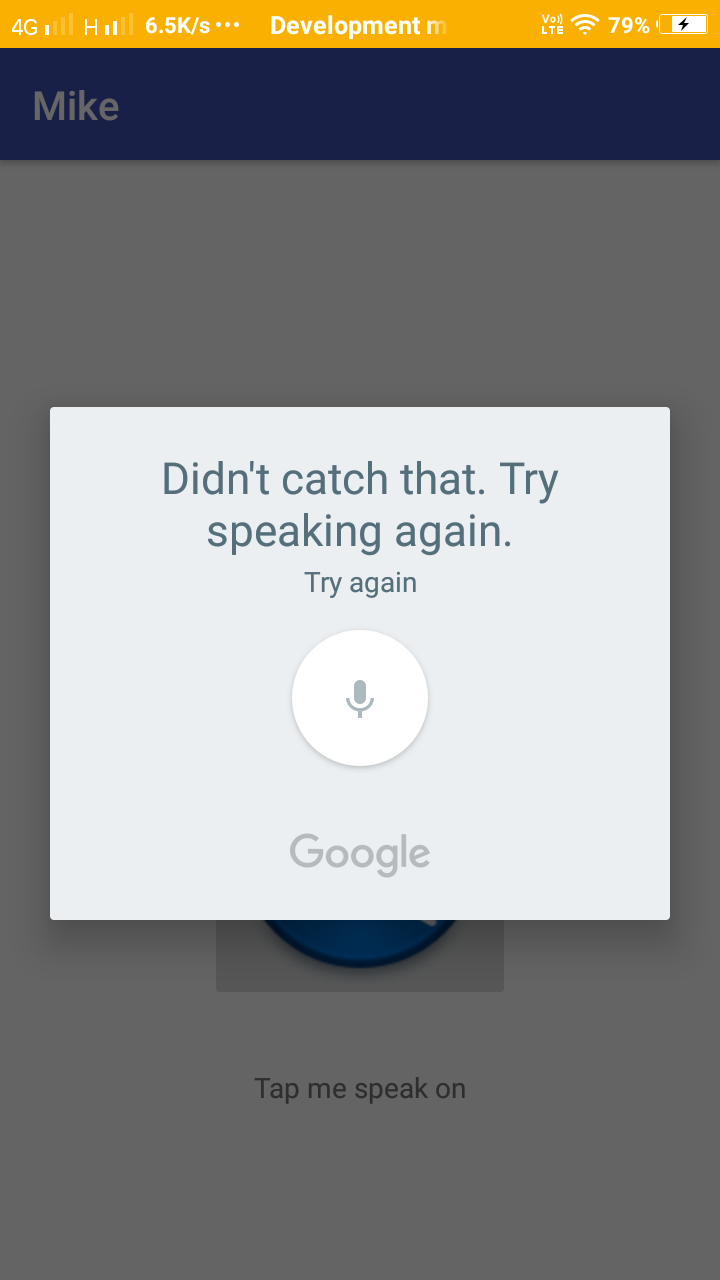 4G H 6.5K/s ••• Development m Vo)) LTE 79%
Mike
Didn't catch that. Try
speaking again.
Try again
Google
Tap me speak on